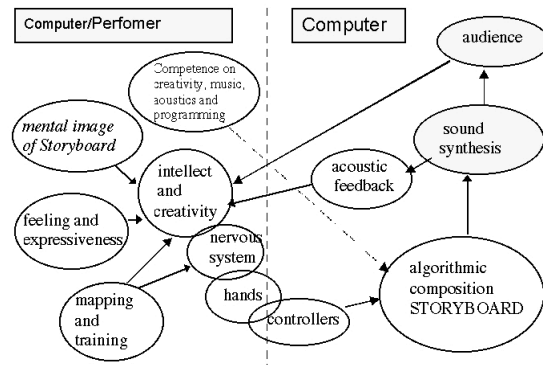 Computer/Perfomer
Computer
audience
Competence on
creativity, music,
aoustics and
programming
mental image
of Storyboard
sound
synthesis
intellect
and
creativity
acoustic
feedback
feeling and
expressiveness
nervous
system
algorithmic
composition
STORYBOARD
mapping
and
training
hands
controllers